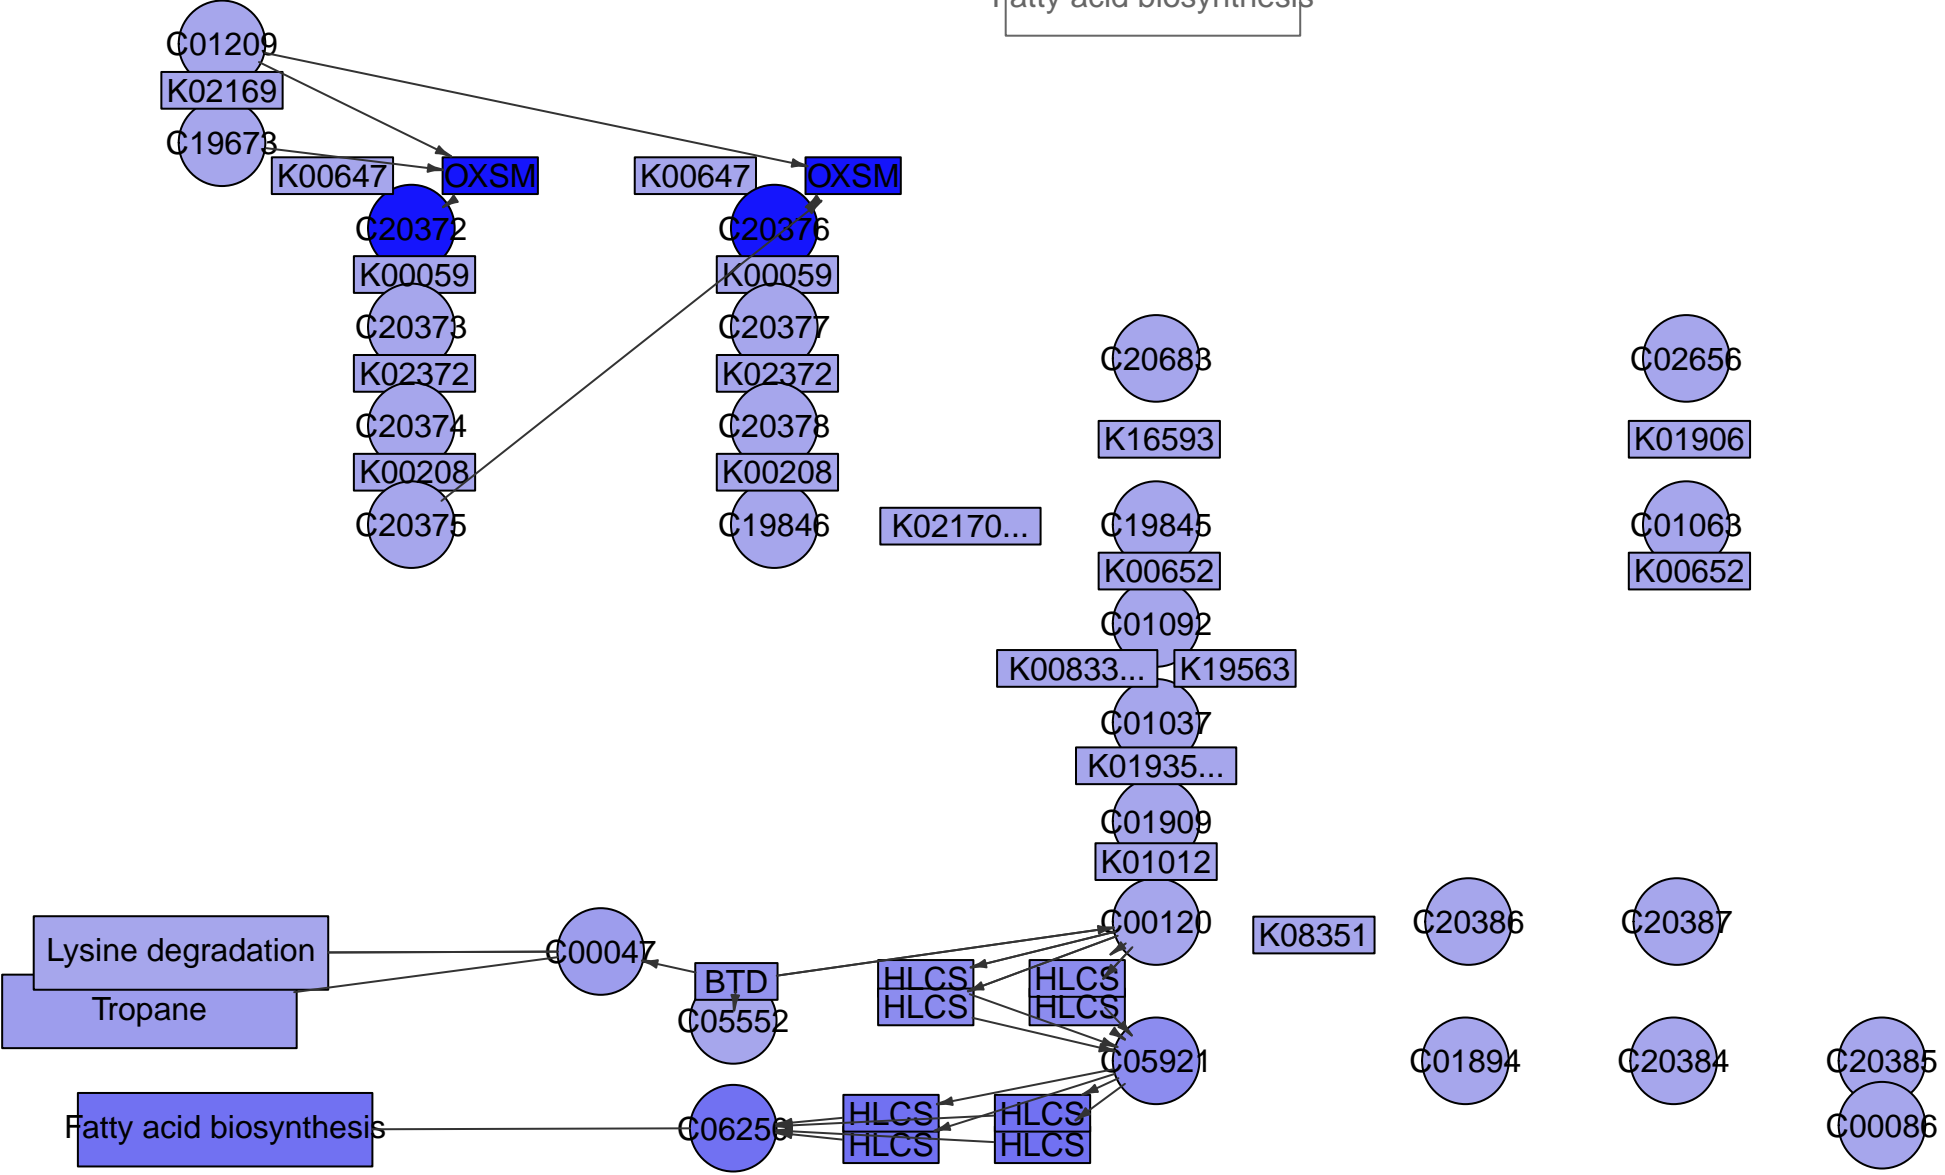 Fatty acid biosynthesis
C01209
K02169
C19673
K00647
OXSM
K00647
OXSM
C20372
C20376
K00059
K00059
C20373
C20377
K02372
K02372
C20683
C02656
C20374
C20378
K16593
K01906
K00208
K00208
C20375
C19846
K02170...
C19845
C01063
K00652
K00652
C01092
K00833...
K19563
C01037
K01935...
C01909
K01012
C00120
K08351
C20386
C20387
Lysine degradation
C00047
BTD
HLCS
HLCS
Tropane
HLCS
HLCS
C05552
C05921
C01894
C20384
C20385
Fatty acid biosynthesis
HLCS
HLCS
C00086
HLCS
HLCS